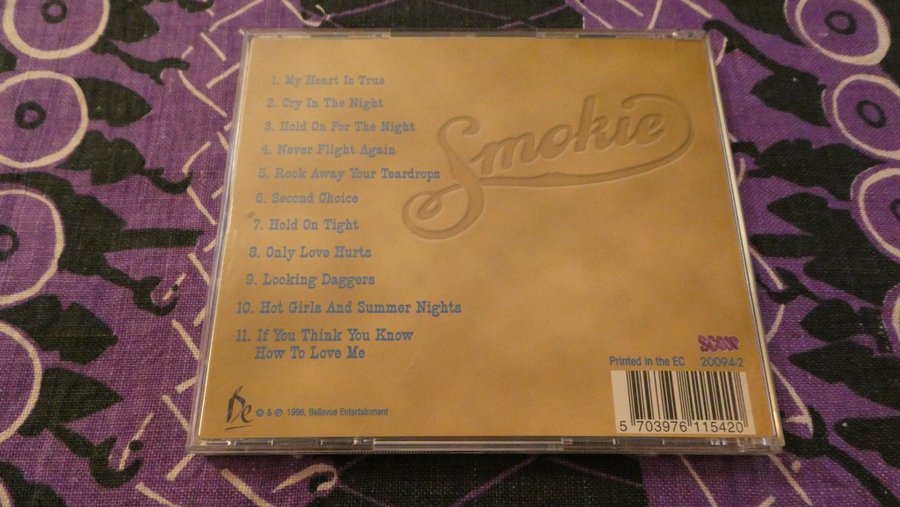 1. My Heart Is True
2. Cry In The Night
3. Hold On For The Night
4. Never Flight Again
5. Rock Away Your Teardrops
6. Second Choice
7. Hold On Tight
8. Only Love Hurts
9. Looking Daggers
10. Hot Girls And Summer Nights
11. If You Think You Know
How To Love Me
Smokie
Be © & ℗ 1998, Bellevue Entertainment
SCOOP
Printed in the EC 20094-2
5 703976 115420